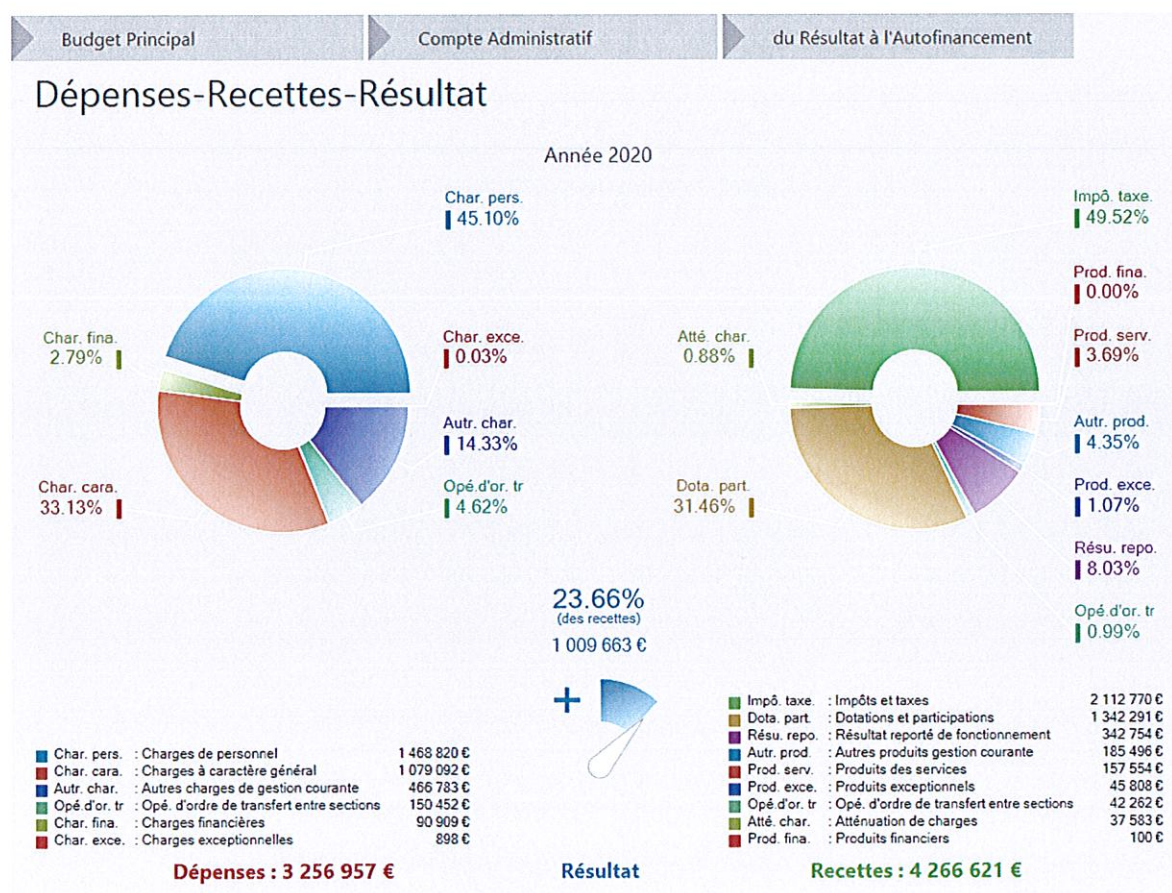 Budget Principal
Compte Administratif
du Résultat à l'Autofinancement
Dépenses-Recettes-Résultat
Année 2020
Char. pers.
45.10%
Char. fina.
2.79%
Char. exce.
0.03%
Autr. char.
14.33%
Char. cara.
33.13%
Opé.d'or. tr
4.62%
Impô. taxe.
49.52%
Prod. fina.
0.00%
Atté. char.
0.88%
Prod. serv.
3.69%
Autr. prod.
4.35%
Dota. part.
31.46%
Prod. exce.
1.07%
Résu. repo.
8.03%
Opé.d'or. tr
0.99%
23.66%
(des recettes)
1 009 663 €
+
Char. pers. : Charges de personnel 1 468 820 €
Char. cara. : Charges à caractère général 1 079 092 €
Autr. char. : Autres charges de gestion courante 466 783 €
Opé.d'or. tr : Opé. d'ordre de transfert entre sections 150 452 €
Char. fina. : Charges financières 90 909 €
Char. exce. : Charges exceptionnelles 898 €
Dépenses : 3 256 957 €
Résultat
Impô. taxe. : Impôts et taxes 2 112 770 €
Dota. part. : Dotations et participations 1 342 291 €
Résu. repo. : Résultat reporté de fonctionnement 342 754 €
Autr. prod. : Autres produits gestion courante 185 496 €
Prod. serv. : Produits des services 157 554 €
Prod. exce. : Produits exceptionnels 45 808 €
Opé.d'or. tr : Opé. d'ordre de transfert entre sections 42 262 €
Atté. char. : Atténuation de charges 37 583 €
Prod. fina. : Produits financiers 100 €
Recettes : 4 266 621 €